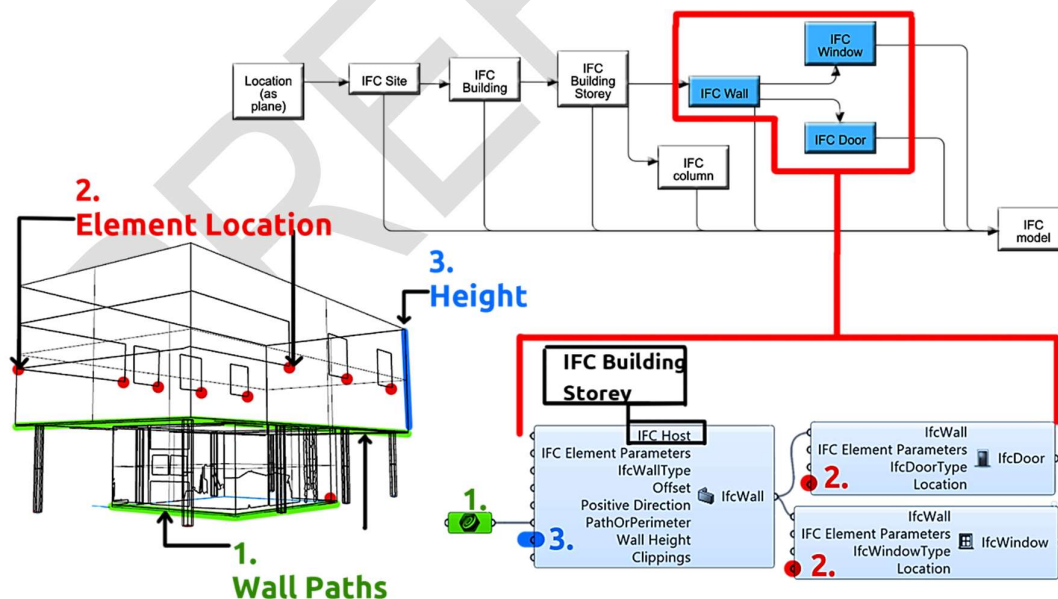 PRE
Location
(as
plane)
IFC Site
IFC
Building
IFC
Building
Storey
IFC Wall
IFC
Window
IFC Door
IFC
column
IFC
model
2.
Element Location
3.
Height
1.
Wall Paths
IFC Building
Storey
IFC Host
IFC Element Parameters
IfcWallType
Offset
Positive Direction
PathOrPerimeter
Wall Height
Clippings
IfcWall
1.
3.
IfcWall
IFC Element Parameters
IfcDoorType
Location
IfcDoor
2.
IfcWall
IFC Element Parameters
IfcWindowType
Location
IfcWindow
2.